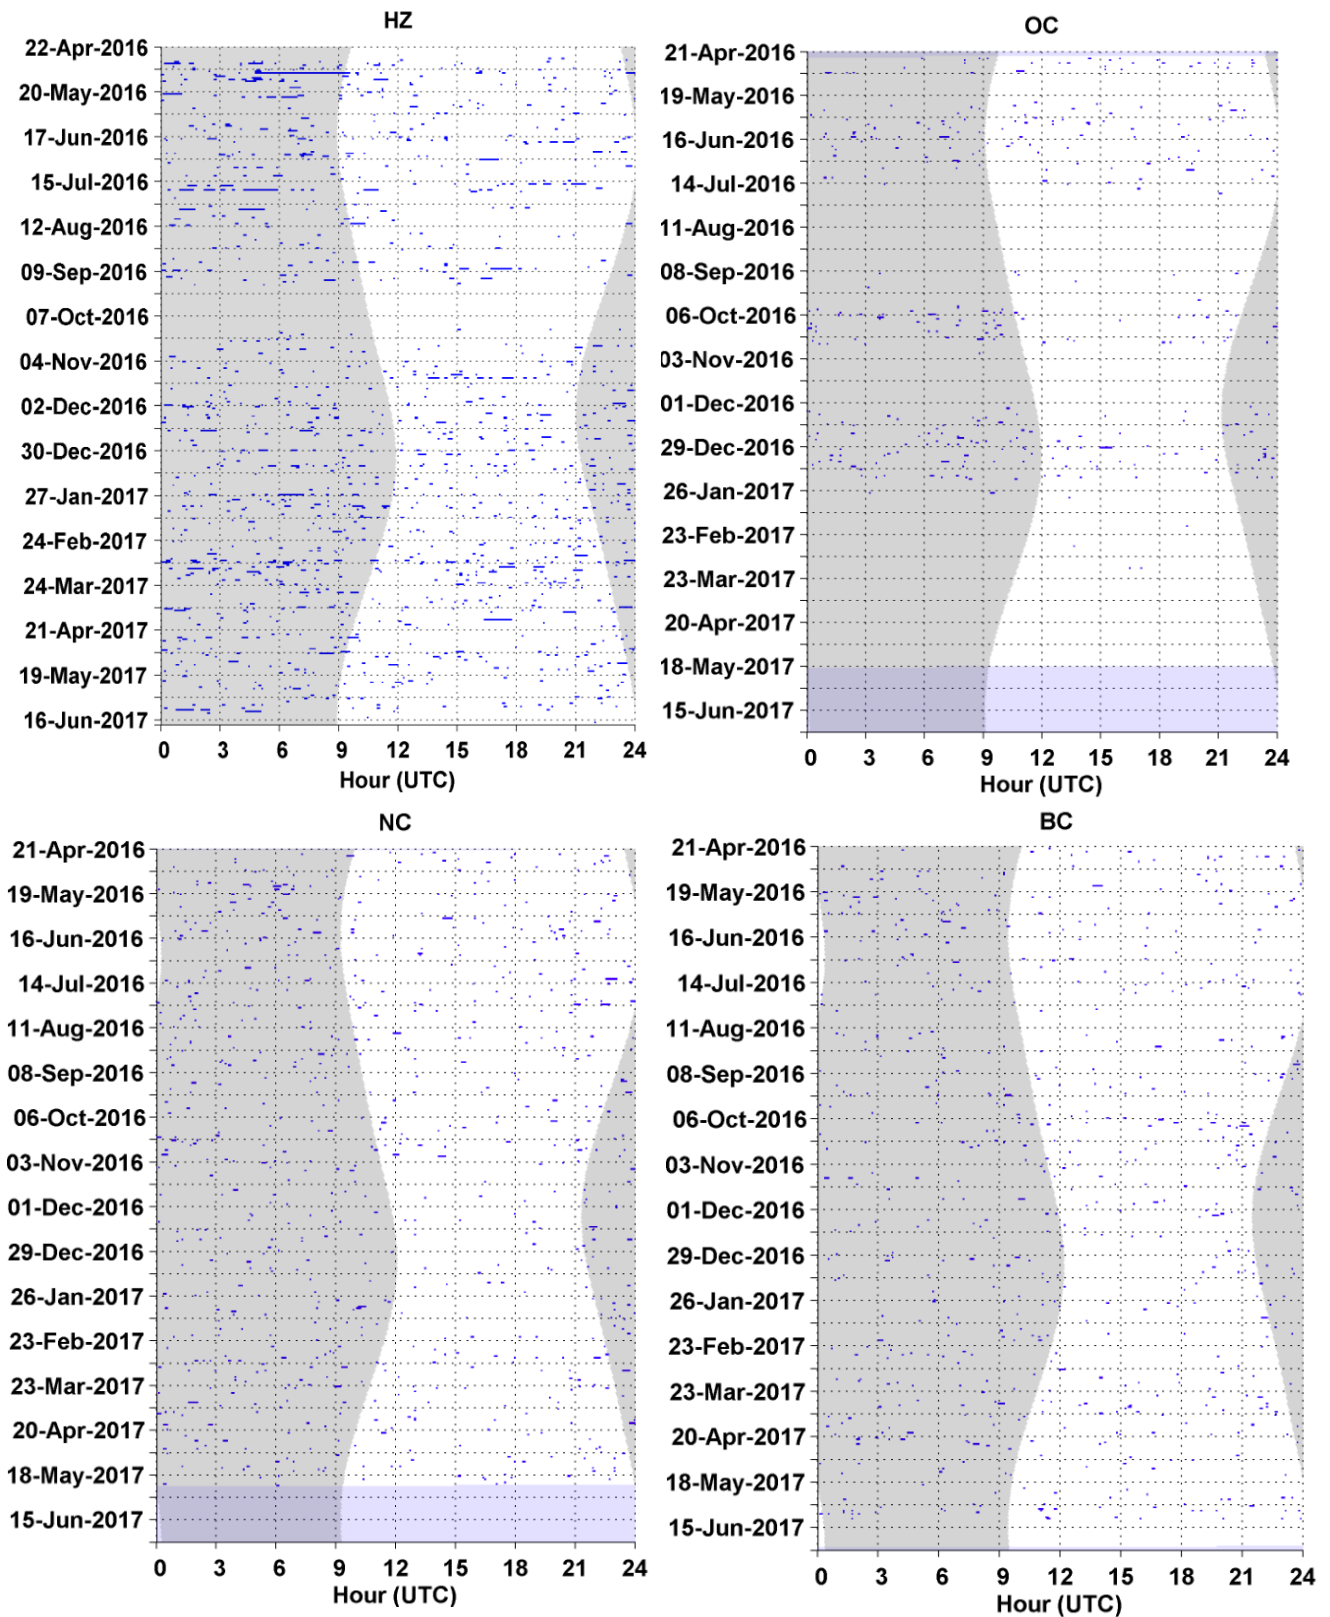 HZ
22-Apr-2016
20-May-2016
17-Jun-2016
15-Jul-2016
12-Aug-2016
09-Sep-2016
07-Oct-2016
04-Nov-2016
02-Dec-2016
30-Dec-2016
27-Jan-2017
24-Feb-2017
24-Mar-2017
21-Apr-2017
19-May-2017
16-Jun-2017
0 3 6 9 12 15 18 21 24
Hour (UTC)
OC
21-Apr-2016
19-May-2016
16-Jun-2016
14-Jul-2016
11-Aug-2016
08-Sep-2016
06-Oct-2016
03-Nov-2016
01-Dec-2016
29-Dec-2016
26-Jan-2017
23-Feb-2017
23-Mar-2017
20-Apr-2017
18-May-2017
15-Jun-2017
0 3 6 9 12 15 18 21 24
Hour (UTC)
NC
21-Apr-2016
19-May-2016
16-Jun-2016
14-Jul-2016
11-Aug-2016
08-Sep-2016
06-Oct-2016
03-Nov-2016
01-Dec-2016
29-Dec-2016
26-Jan-2017
23-Feb-2017
23-Mar-2017
20-Apr-2017
18-May-2017
15-Jun-2017
0 3 6 9 12 15 18 21 24
Hour (UTC)
BC
21-Apr-2016
19-May-2016
16-Jun-2016
14-Jul-2016
11-Aug-2016
08-Sep-2016
06-Oct-2016
03-Nov-2016
01-Dec-2016
29-Dec-2016
26-Jan-2017
23-Feb-2017
23-Mar-2017
20-Apr-2017
18-May-2017
15-Jun-2017
0 3 6 9 12 15 18 21 24
Hour (UTC)